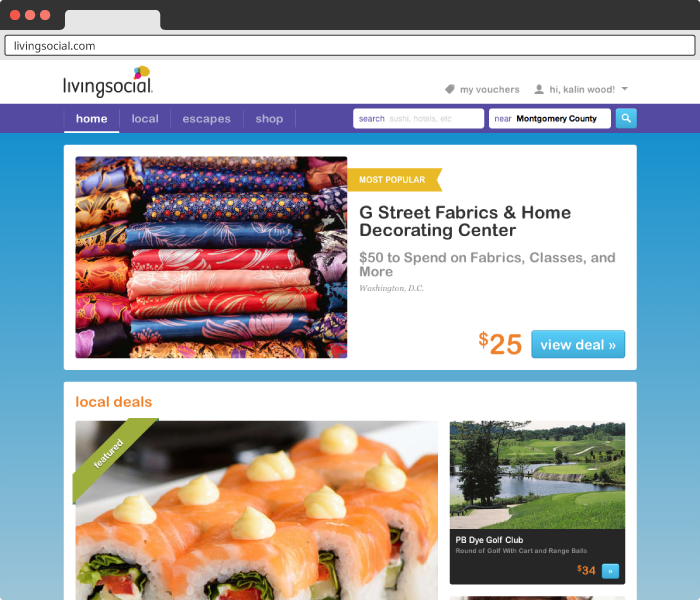 livingsocial.com
livingsocial.
my vouchers
hi, kalin wood!
home local escapes shop
search sushi, hotels, etc
near Montgomery County
MOST POPULAR
G Street Fabrics & Home
Decorating Center
$50 to Spend on Fabrics, Classes, and
More
Washington, D.C.
$25
view deal »
local deals
featured
PB Dye Golf Club
Round of Golf With Cart and Range Balls
$34
»